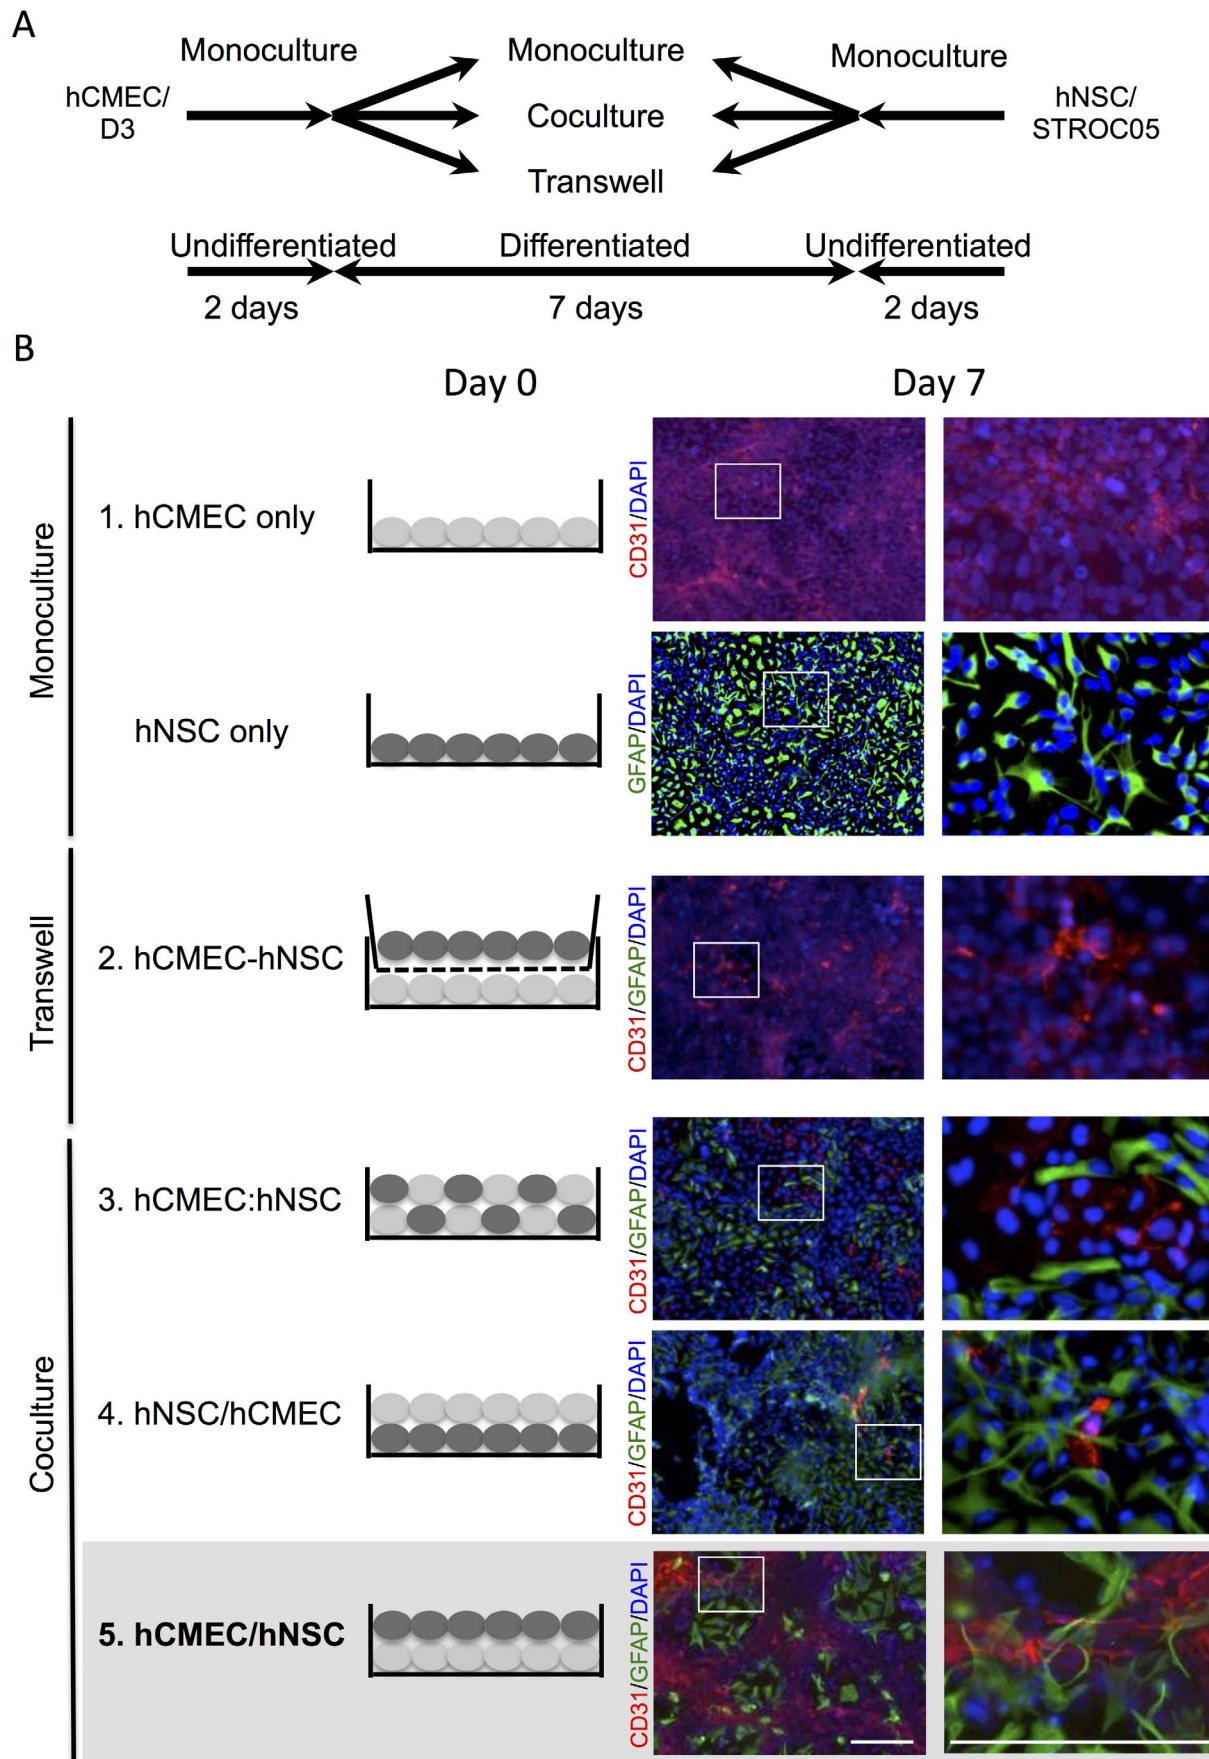 A
Monoculture Monoculture Monoculture
hCMEC/
D3
Coculture
hNSC/
STROC05
Transwell
Undifferentiated Differentiated Undifferentiated
2 days 7 days 2 days
B
Day 0 Day 7
Monoculture
1. hCMEC only
CD31/DAPI
hNSC only
GFAP/DAPI
Transwell
2. hCMEC-hNSC
CD31/GFAP/DAPI
Coculture
3. hCMEC:hNSC
CD31/GFAP/DAPI
4. hNSC/hCMEC
CD31/GFAP/DAPI
5. hCMEC/hNSC
CD31/GFAP/DAPI